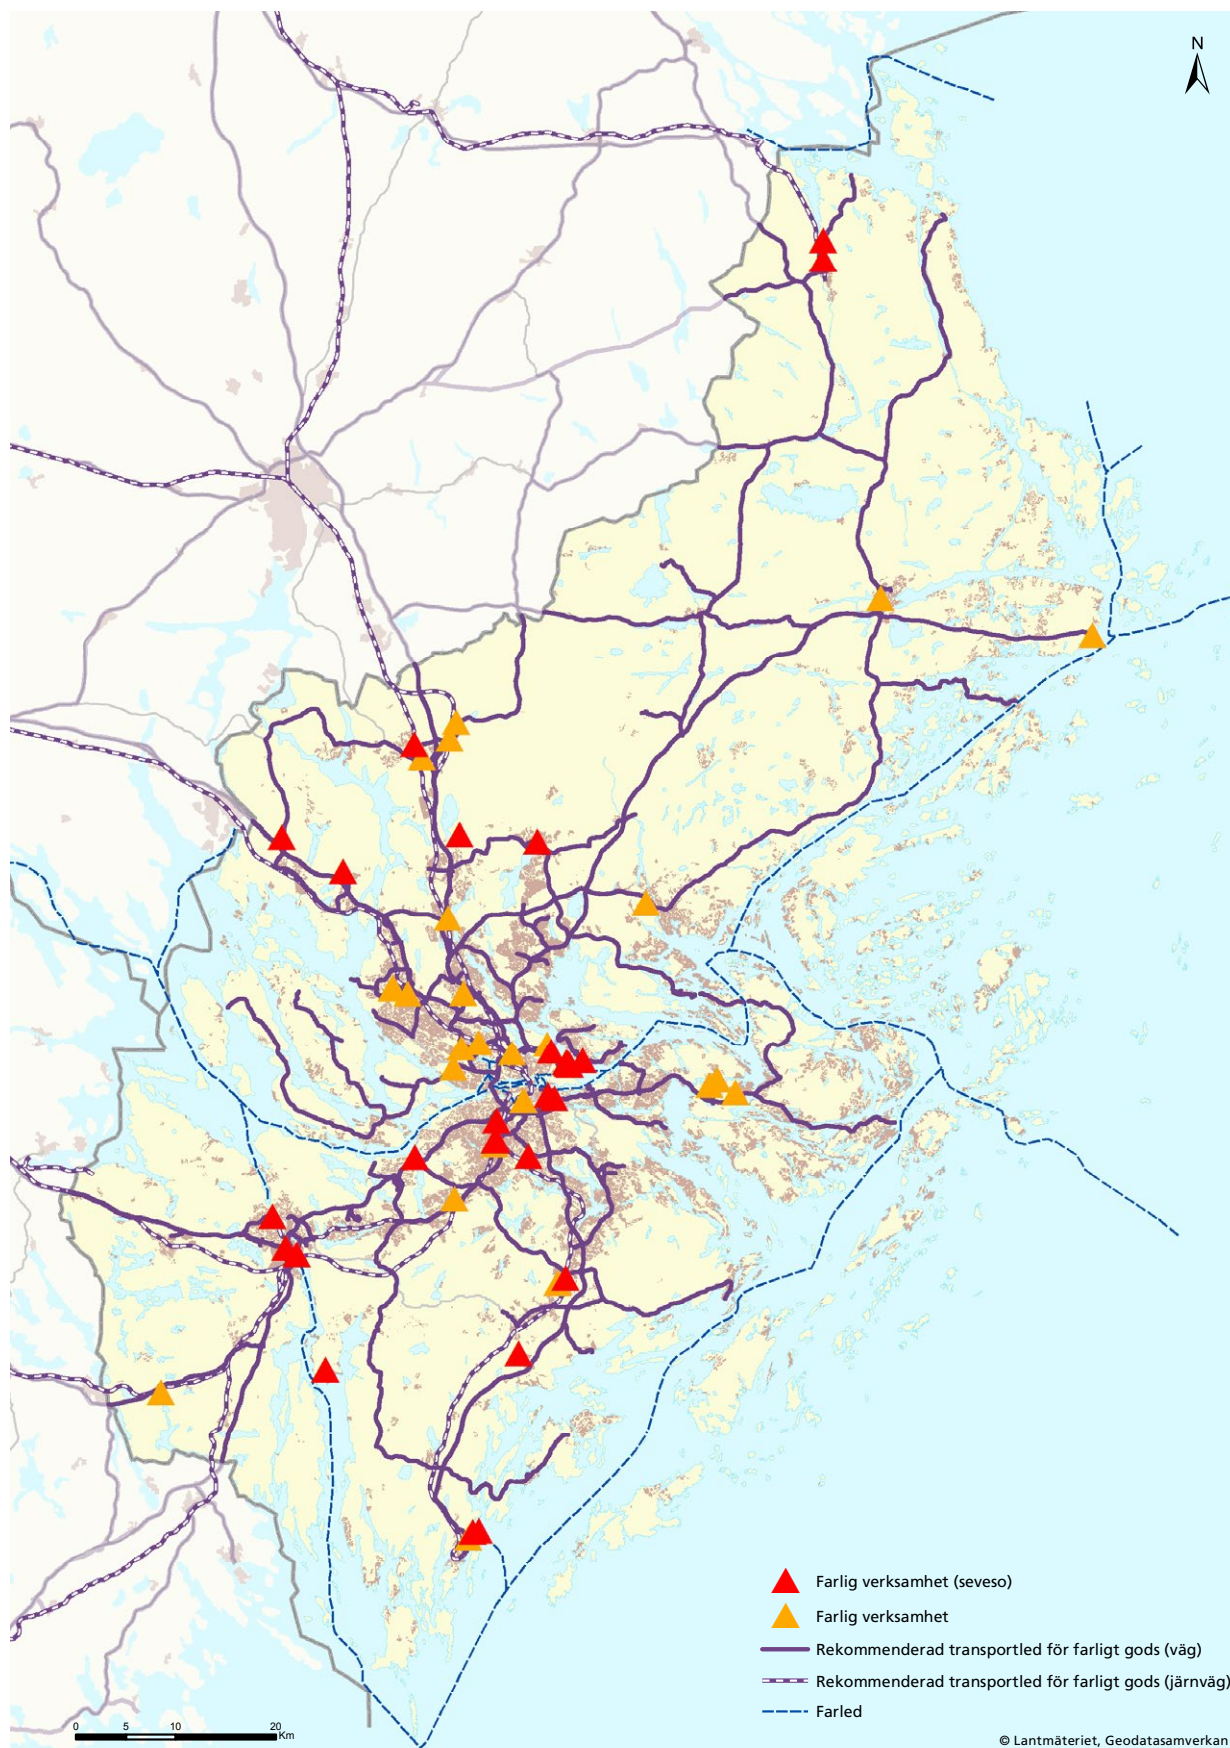 N
Farlig verksamhet (seveso)
Farlig verksamhet
Rekommenderad transportled för farligt gods (väg)
Rekommenderad transportled för farligt gods (järnväg)
Farled
0 5 10 20
Km
© Lantmäteriet, Geodatasamverkan